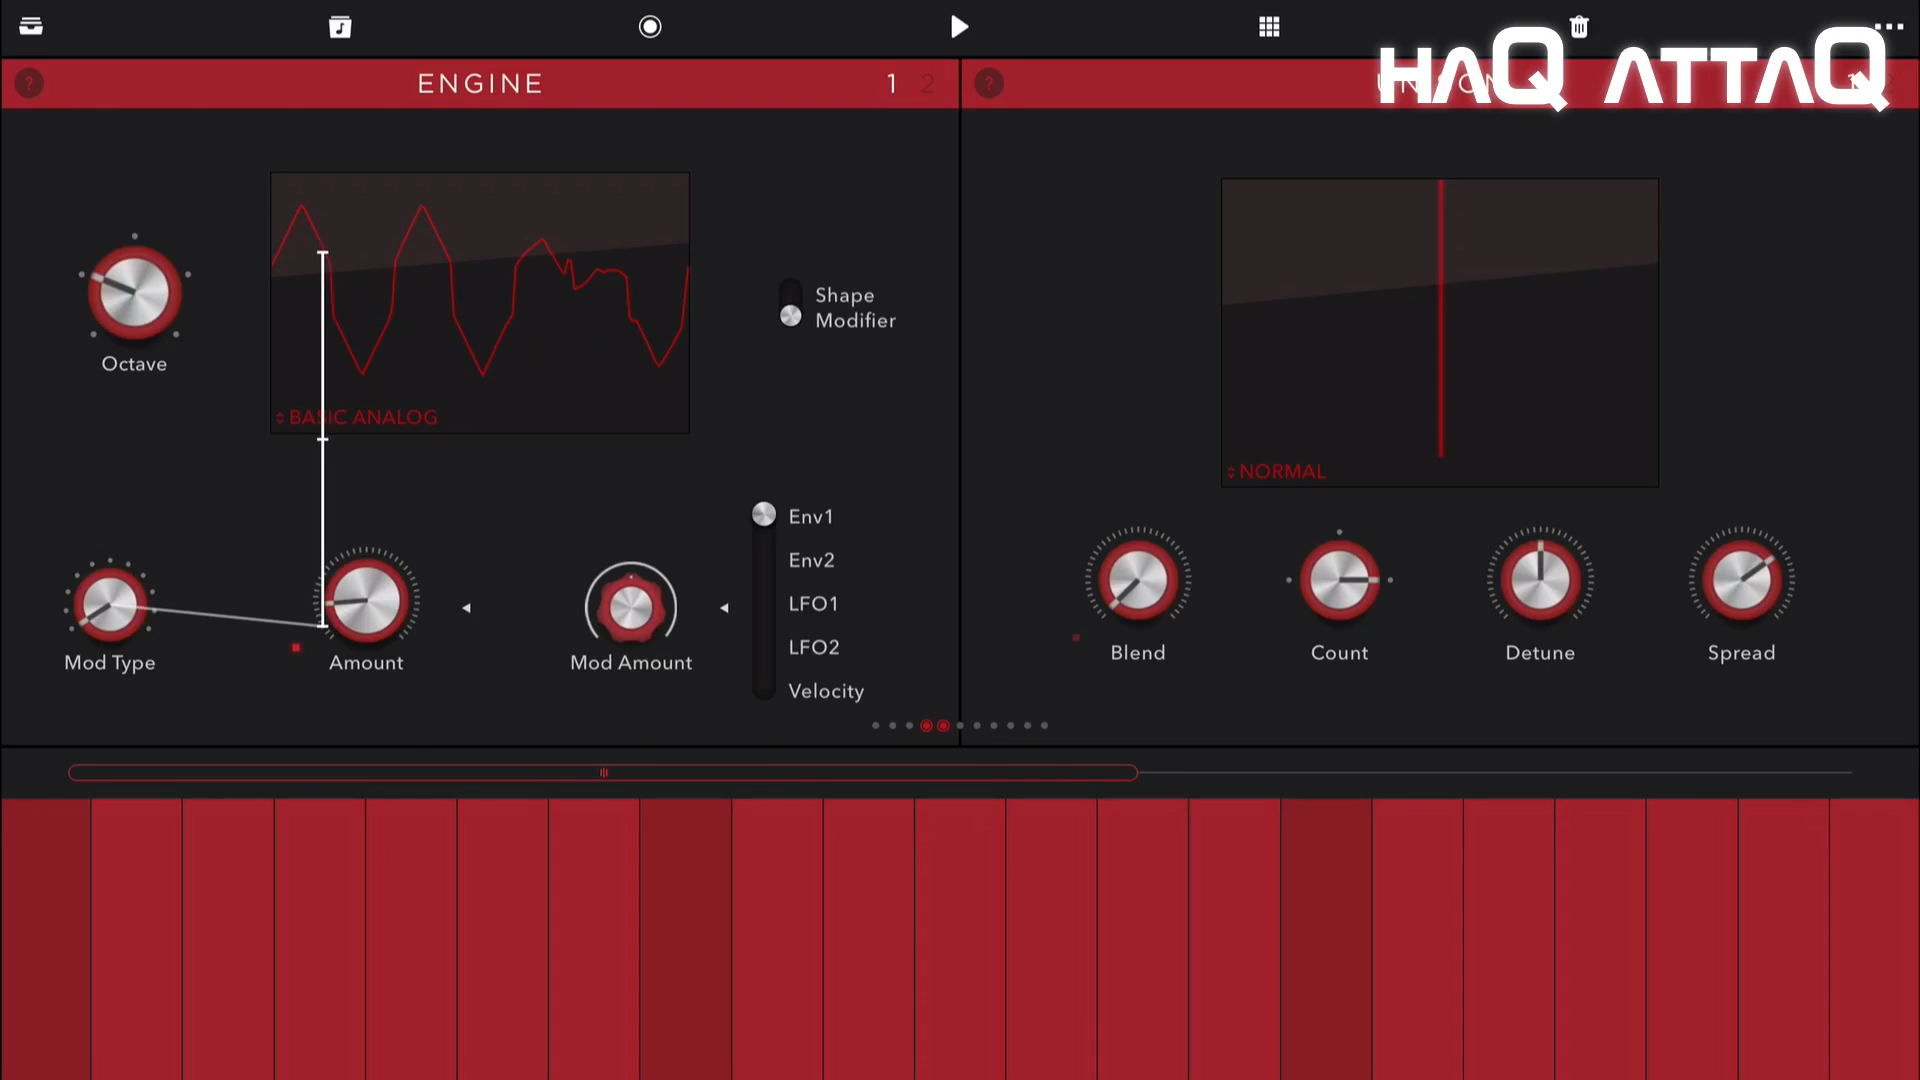 HAQ ATTAQ
?
ENGINE
1 2
?
BASIC ANALOG
Octave
Shape
Modifier
NORMAL
Env1
Env2
LFO1
LFO2
Velocity
Mod Type
Amount
Mod Amount
Blend
Count
Detune
Spread